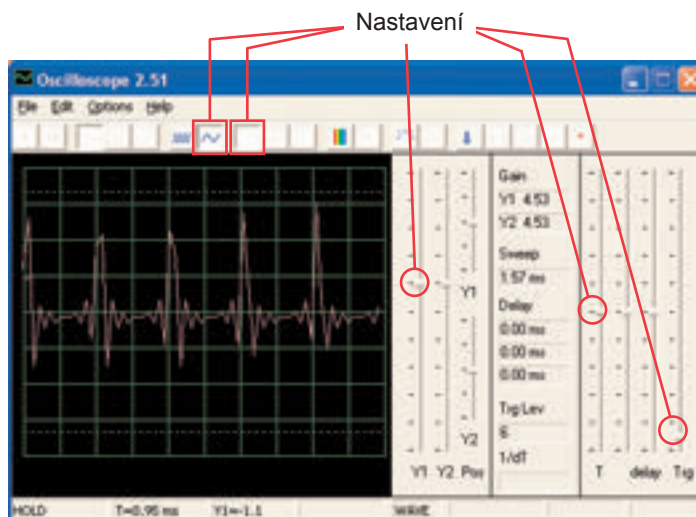 Nastavení
Oscilloscope 2.51
File Edit Options Help
Gain
Y1 4.53
Y2 4.53
Sweep
1.57 ms
Delay
0:00 ms
0:00 ms
0:00 ms
Trg Lev
6
1/dT
Y1
Y2
Y1 Y2 Pos
T delay Trg
HOLD T=0.95 ms Y1=-1.1 WAVE